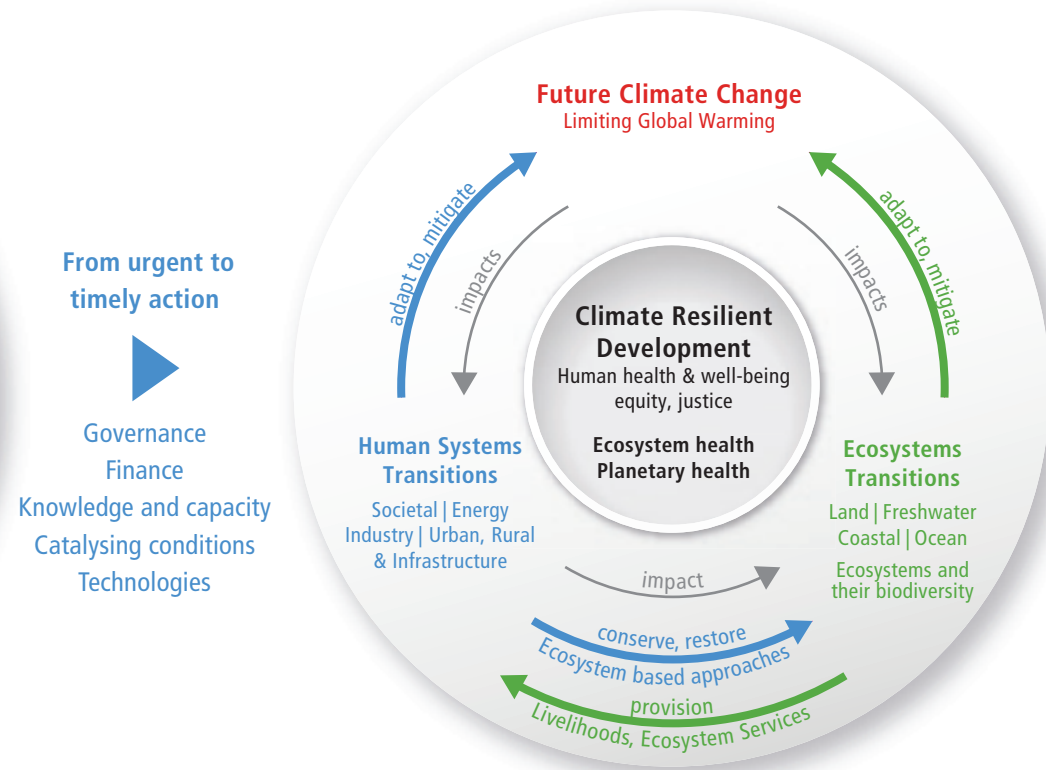 From urgent to
timely action
Governance
Finance
Knowledge and capacity
Catalysing conditions
Technologies
Future Climate Change
Limiting Global Warming
adapt to, mitigate
impacts
impacts
adapt to, mitigate
Climate Resilient
Development
Human health & well-being
equity, justice
Ecosystem health
Planetary health
Human Systems
Transitions
Societal | Energy
Industry | Urban, Rural
& Infrastructure
Ecosystems
Transitions
Land | Freshwater
Coastal | Ocean
Ecosystems and
their biodiversity
impact
conserve, restore
Ecosystem based approaches
provision
Livelihoods, Ecosystem Services